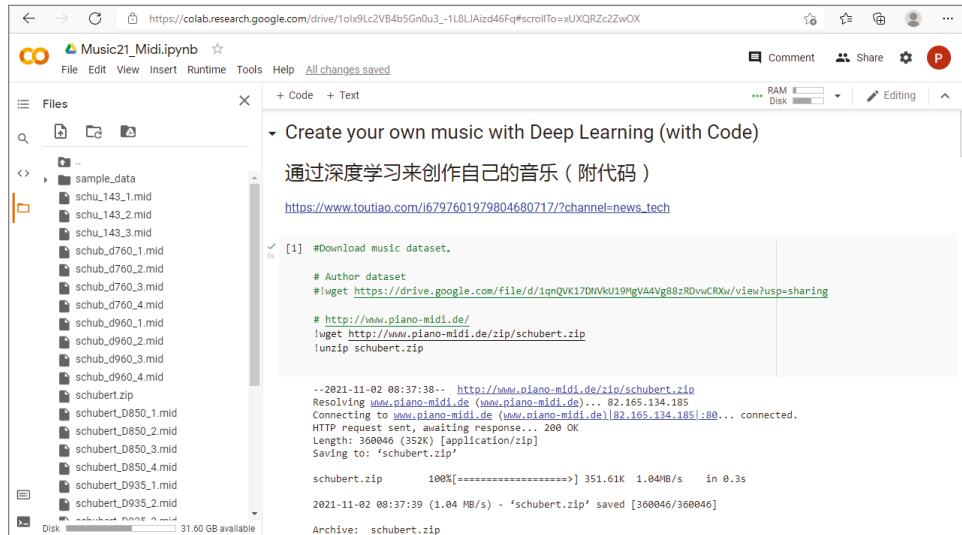 https://colab.research.google.com/drive/1olx9Lc2VB4b5Gn0u3_-1L8LJAizd46Fq#scrollTo=xUXQRZc2ZwOX
CO Music21_Midi.ipynb
File Edit View Insert Runtime Tools Help All changes saved
Comment Share P
Files
+ Code + Text
RAM
Disk
Editing
..
sample_data
schu_143_1.mid
schu_143_2.mid
schu_143_3.mid
schub_d760_1.mid
schub_d760_2.mid
schub_d760_3.mid
schub_d760_4.mid
schub_d960_1.mid
schub_d960_2.mid
schub_d960_3.mid
schub_d960_4.mid
schubert.zip
schubert_D850_1.mid
schubert_D850_2.mid
schubert_D850_3.mid
schubert_D850_4.mid
schubert_D935_1.mid
schubert_D935_2.mid
Disk 31.60 GB available
Create your own music with Deep Learning (with Code)
通过深度学习来创作自己的音乐（附代码）
https://www.toutiao.com/i6797601979804680717/?channel=news_tech
[1] #Download music dataset。
0s
# Author dataset
#!wget https://drive.google.com/file/d/1qnQVK17DNVkU19MgVA4Vg88zRDvwCRXw/view?usp=sharing
# http://www.piano-midi.de/
!wget http://www.piano-midi.de/zip/schubert.zip
!unzip schubert.zip
--2021-11-02 08:37:38-- http://www.piano-midi.de/zip/schubert.zip
Resolving www.piano-midi.de (www.piano-midi.de)... 82.165.134.185
Connecting to www.piano-midi.de (www.piano-midi.de)|82.165.134.185|:80... connected.
HTTP request sent, awaiting response... 200 OK
Length: 360046 (352K) [application/zip]
Saving to: ‘schubert.zip’
schubert.zip 100%[===================>] 351.61K 1.04MB/s in 0.3s
2021-11-02 08:37:39 (1.04 MB/s) - ‘schubert.zip’ saved [360046/360046]
Archive: schubert.zip